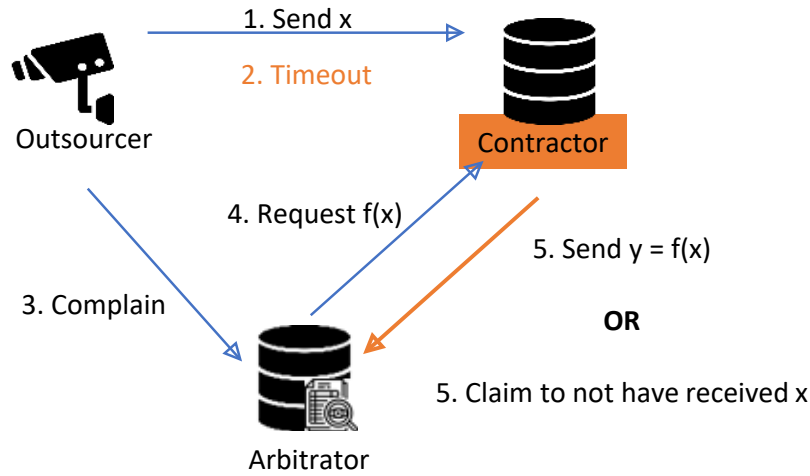 1. Send x
2. Timeout
Outsourcer
Contractor
4. Request f(x)
5. Send y = f(x)
3. Complain
OR
5. Claim to not have received x
Arbitrator